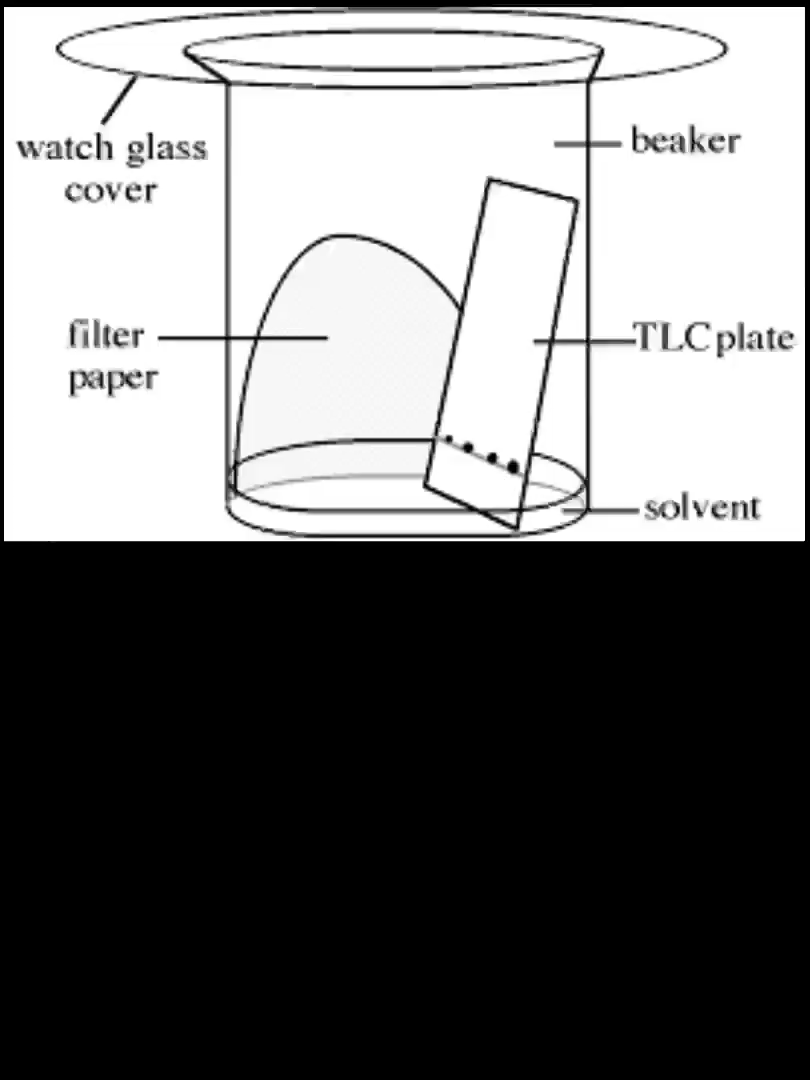 watch glass
cover
beaker
filter
paper
TLC plate
solvent